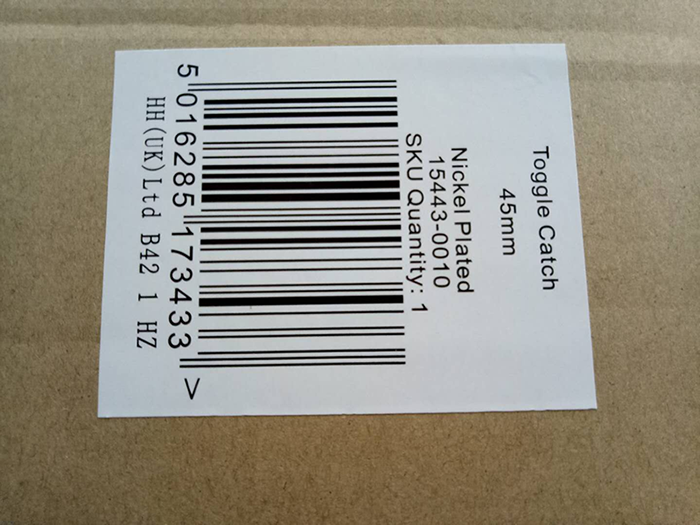 Toggle Catch
45mm
Nickel Plated
15443-0010
SKU Quantity: 1
5 016285 173433 >
HH(UK)Ltd B42 1 HZ